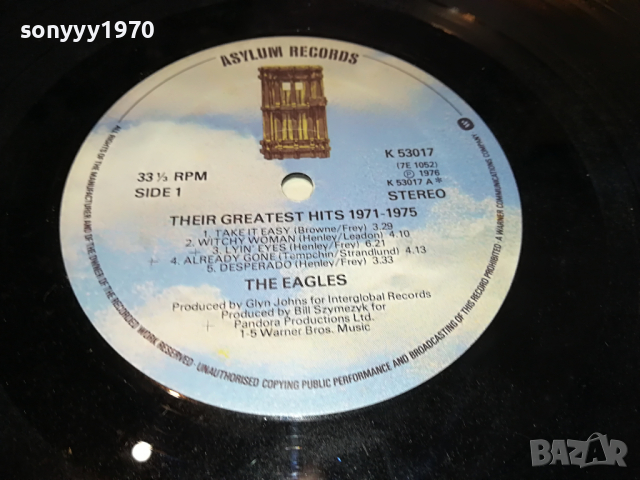 sonyyy1970
ASYLUM RECORDS
33⅓ RPM
SIDE 1
K 53017
(7E 1052)
℗ 1976
K 53017 A*
STEREO
THEIR GREATEST HITS 1971-1975
1. TAKE IT EASY (Browne/Frey) 3.29
2. WITCHY WOMAN (Henley/Leadon) 4.10
+ 3. LYIN' EYES (Henley/Frey) 6.21
+ 4. ALREADY GONE (Tempchin/Strandlund) 4.13
5. DESPERADO (Henley/Frey) 3.33
THE EAGLES
Produced by Glyn Johns for Interglobal Records
+ Produced by Bill Szymezyk for
Pandora Productions Ltd.
1-5 Warner Bros. Music
ALL RIGHTS OF THE MANUFACTURER AND OF THE OWNER OF THE RECORDED WORK RESERVED · UNAUTHORISED COPYING PUBLIC PERFORMANCE AND BROADCASTING OF THIS RECORD PROHIBITED · A WARNER COMMUNICATIONS COMPANY
BAZAR